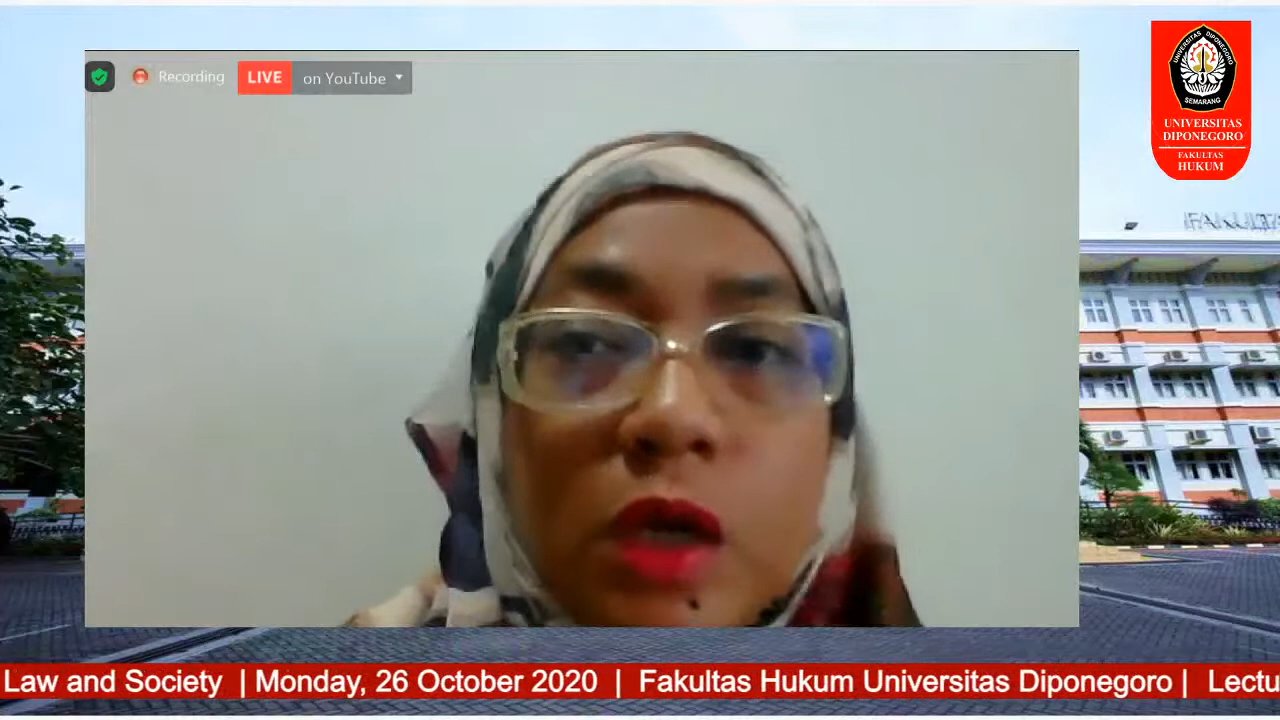 Recording
LIVE on YouTube
UNIVERSITAS DIPONEGORO
SEMARANG
UNIVERSITAS
DIPONEGORO
FAKULTAS
HUKUM
Law and Society | Monday, 26 October 2020 | Fakultas Hukum Universitas Diponegoro | Lectu